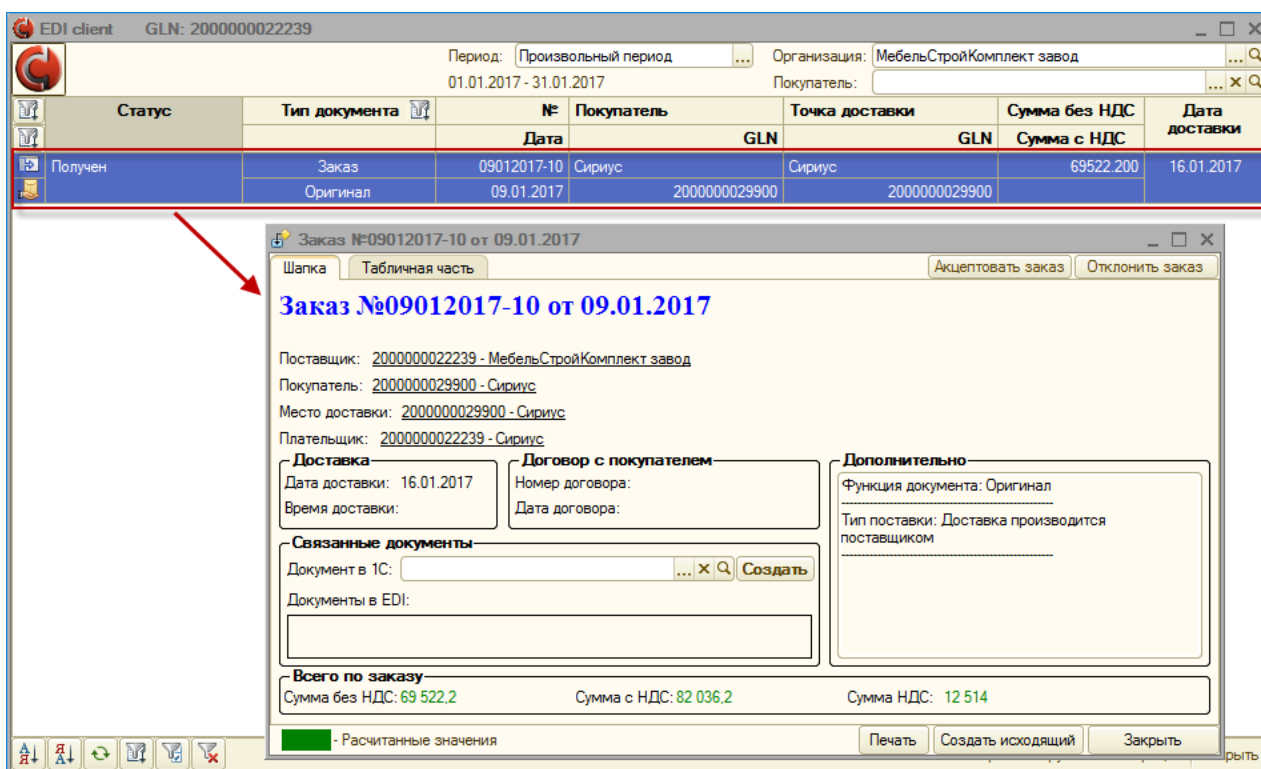 EDI client GLN: 2000000022239
Период: Произвольный период ... Организация: МебельСтройКомплект завод ...
01.01.2017 - 31.01.2017 Покупатель: ... x
Статус Тип документа № Покупатель Точка доставки Сумма без НДС Дата доставки
Дата GLN GLN Сумма с НДС
Получен Заказ 09012017-10 Сириус Сириус 69522.200 16.01.2017
Оригинал 09.01.2017 2000000029900 2000000029900
Заказ №09012017-10 от 09.01.2017
Шапка Табличная часть Акцептовать заказ Отклонить заказ
Заказ №09012017-10 от 09.01.2017
Поставщик: 2000000022239 - МебельСтройКомплект завод
Покупатель: 2000000029900 - Сириус
Место доставки: 2000000029900 - Сириус
Плательщик: 2000000022239 - Сириус
Доставка Договор с покупателем Дополнительно
Дата доставки: 16.01.2017 Номер договора: Функция документа: Оригинал
Время доставки: Дата договора: Тип поставки: Доставка производится
поставщиком
Связанные документы
Документ в 1С: ... x Создать
Документы в EDI:
Всего по заказу
Сумма без НДС: 69 522,2 Сумма с НДС: 82 036,2 Сумма НДС: 12 514
- Расчитанные значения Печать Создать исходящий Закрыть